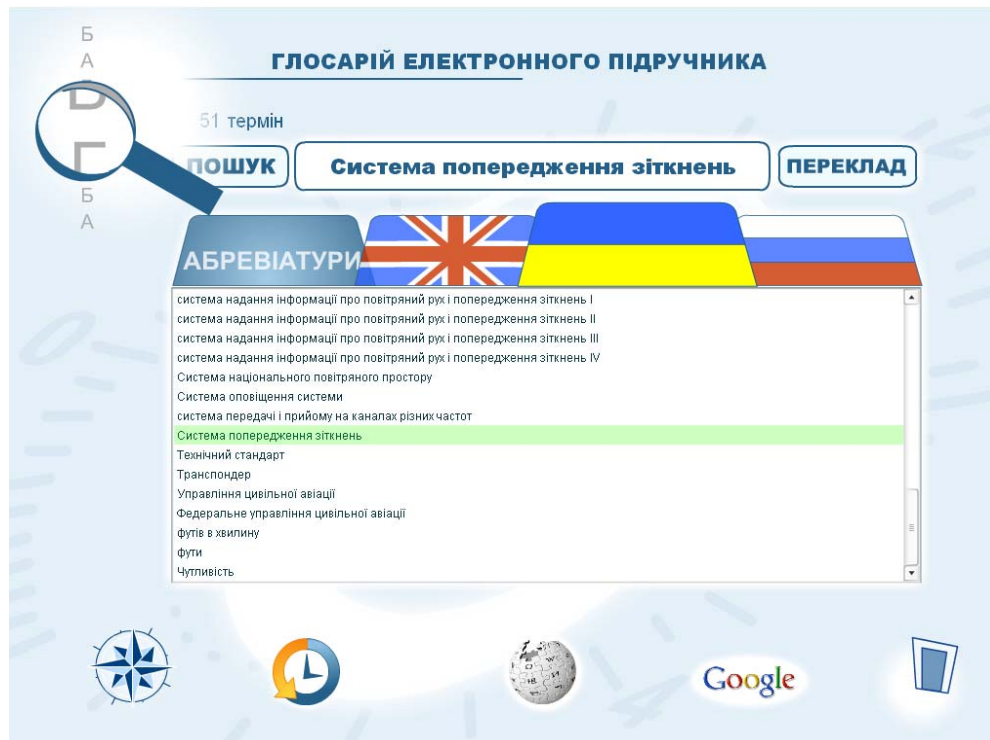 Б
А
В
Г
Б
А
ГЛОСАРІЙ ЕЛЕКТРОННОГО ПІДРУЧНИКА
51 термін
ПОШУК
Система попередження зіткнень
ПЕРЕКЛАД
АБРЕВІАТУРИ
система надання інформації про повітряний рух і попередження зіткнень I
система надання інформації про повітряний рух і попередження зіткнень II
система надання інформації про повітряний рух і попередження зіткнень III
система надання інформації про повітряний рух і попередження зіткнень IV
Система національного повітряного простору
Система оповіщення системи
система передачі і прийому на каналах різних частот
Система попередження зіткнень
Технічний стандарт
Транспондер
Управління цивільної авіації
Федеральне управління цивільної авіації
футів в хвилину
фути
Чутливість
Google